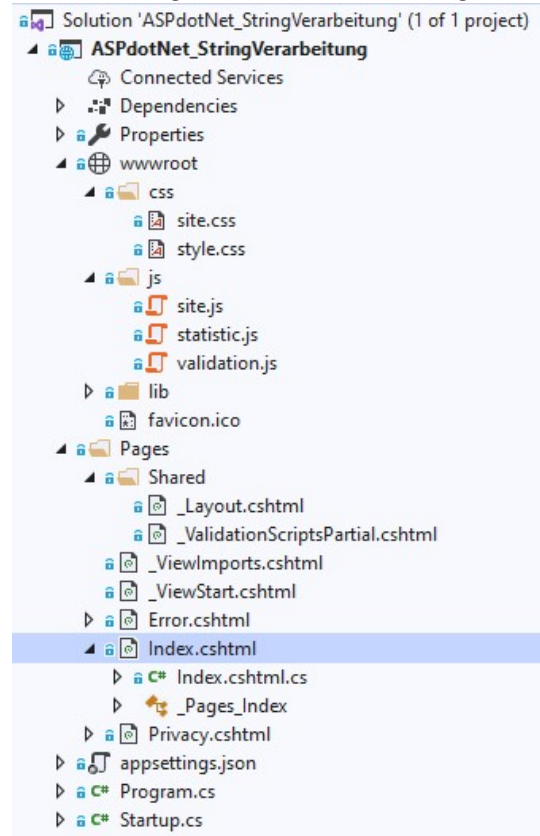 Solution 'ASPdotNet_StringVerarbeitung' (1 of 1 project)
ASPdotNet_StringVerarbeitung
Connected Services
Dependencies
Properties
wwwroot
css
site.css
style.css
js
site.js
statistic.js
validation.js
lib
favicon.ico
Pages
Shared
_Layout.cshtml
_ValidationScriptsPartial.cshtml
_ViewImports.cshtml
_ViewStart.cshtml
Error.cshtml
Index.cshtml
C# Index.cshtml.cs
_Pages_Index
Privacy.cshtml
appsettings.json
C# Program.cs
C# Startup.cs